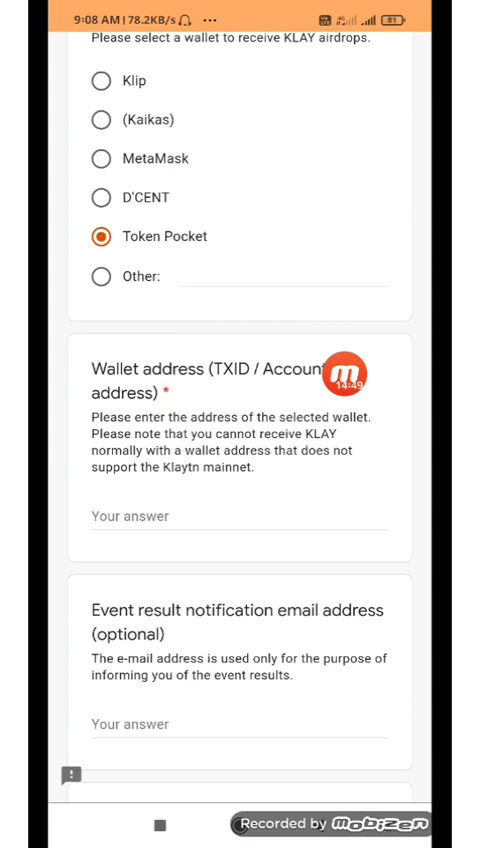 9:08 AM | 78.2KB/s
81
Please select a wallet to receive KLAY airdrops.
Klip
(Kaikas)
MetaMask
D'CENT
Token Pocket
Other:
Wallet address (TXID / Accoun
address) *
14:49
Please enter the address of the selected wallet.
Please note that you cannot receive KLAY
normally with a wallet address that does not
support the Klaytn mainnet.
Your answer
Event result notification email address
(optional)
The e-mail address is used only for the purpose of
informing you of the event results.
Your answer
Recorded by mobizen